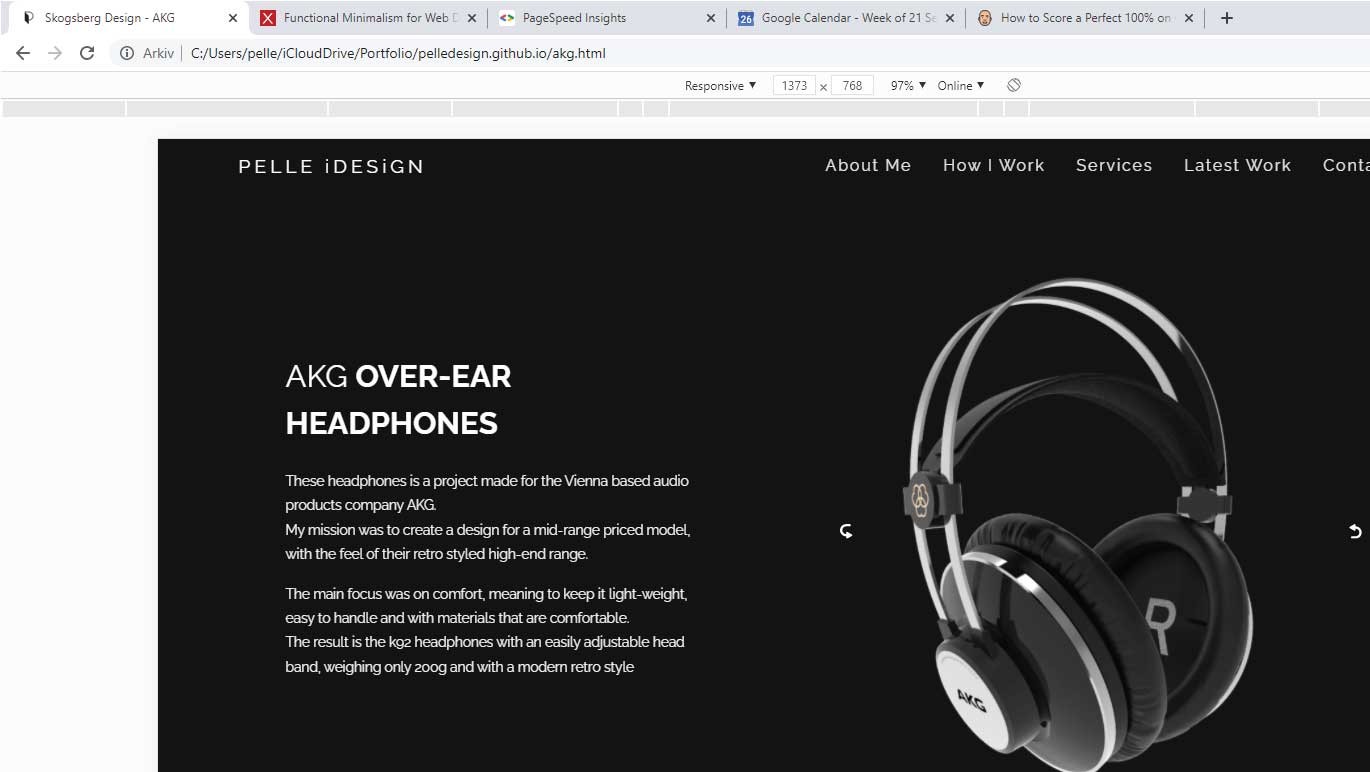 Skogsberg Design - AKG
Functional Minimalism for Web D
PageSpeed Insights
26
Google Calendar - Week of 21 Se
How to Score a Perfect 100% on
Arkiv
C:/Users/pelle/iCloudDrive/Portfolio/pelledesign.github.io/akg.html
Responsive ▼ 1373 × 768 97% ▼ Online ▼
PELLE iDESiGN
About Me How I Work Services Latest Work Conta
AKG OVER-EAR
HEADPHONES
These headphones is a project made for the Vienna based audio
products company AKG.
My mission was to create a design for a mid-range priced model,
with the feel of their retro styled high-end range.
The main focus was on comfort, meaning to keep it light-weight,
easy to handle and with materials that are comfortable.
The result is the k92 headphones with an easily adjustable head
band, weighing only 200g and with a modern retro style
R
AKG